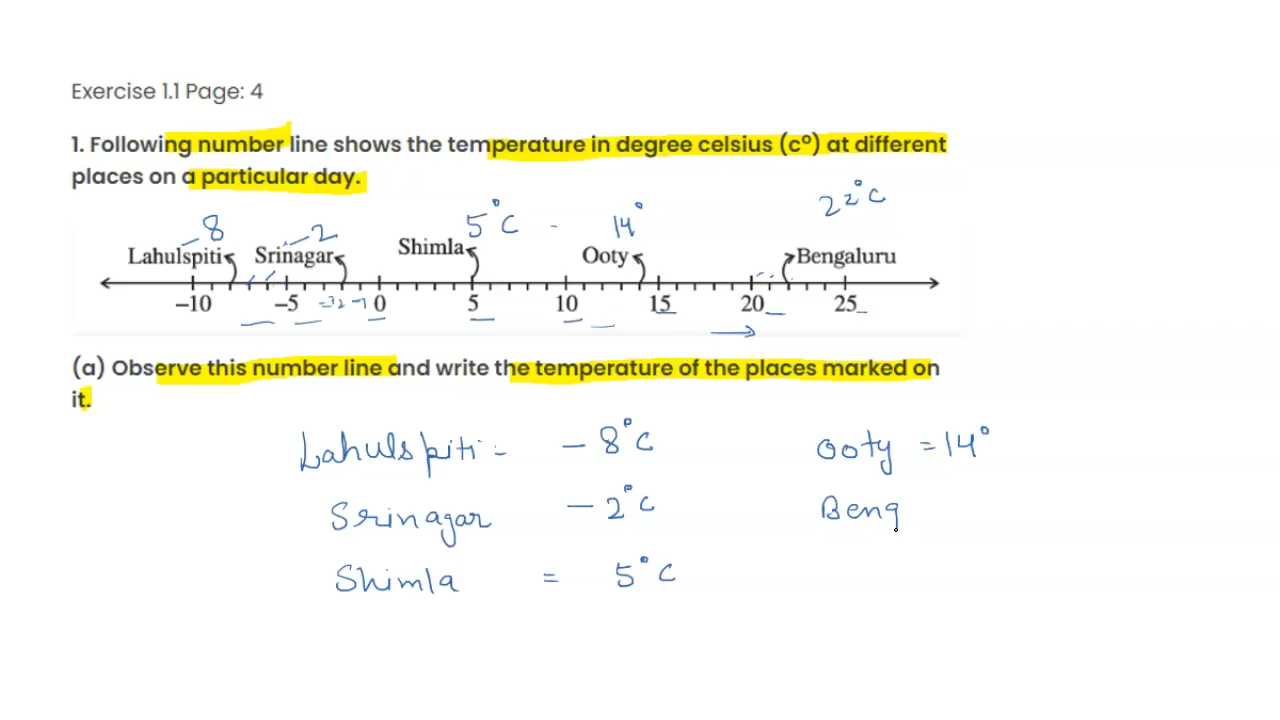 Exercise 1.1 Page: 4
1. Following number line shows the temperature in degree celsius (c°) at different
places on a particular day.
22°C
-8 -2 5°C 14°
Lahulspiti Srinagar Shimla Ooty Bengaluru
-10 -5 0 5 10 15 20 25
(a) Observe this number line and write the temperature of the places marked on
it.
Lahulspiti = -8°C Ooty = 14°
Srinagar -2°C Beng
Shimla = 5°C